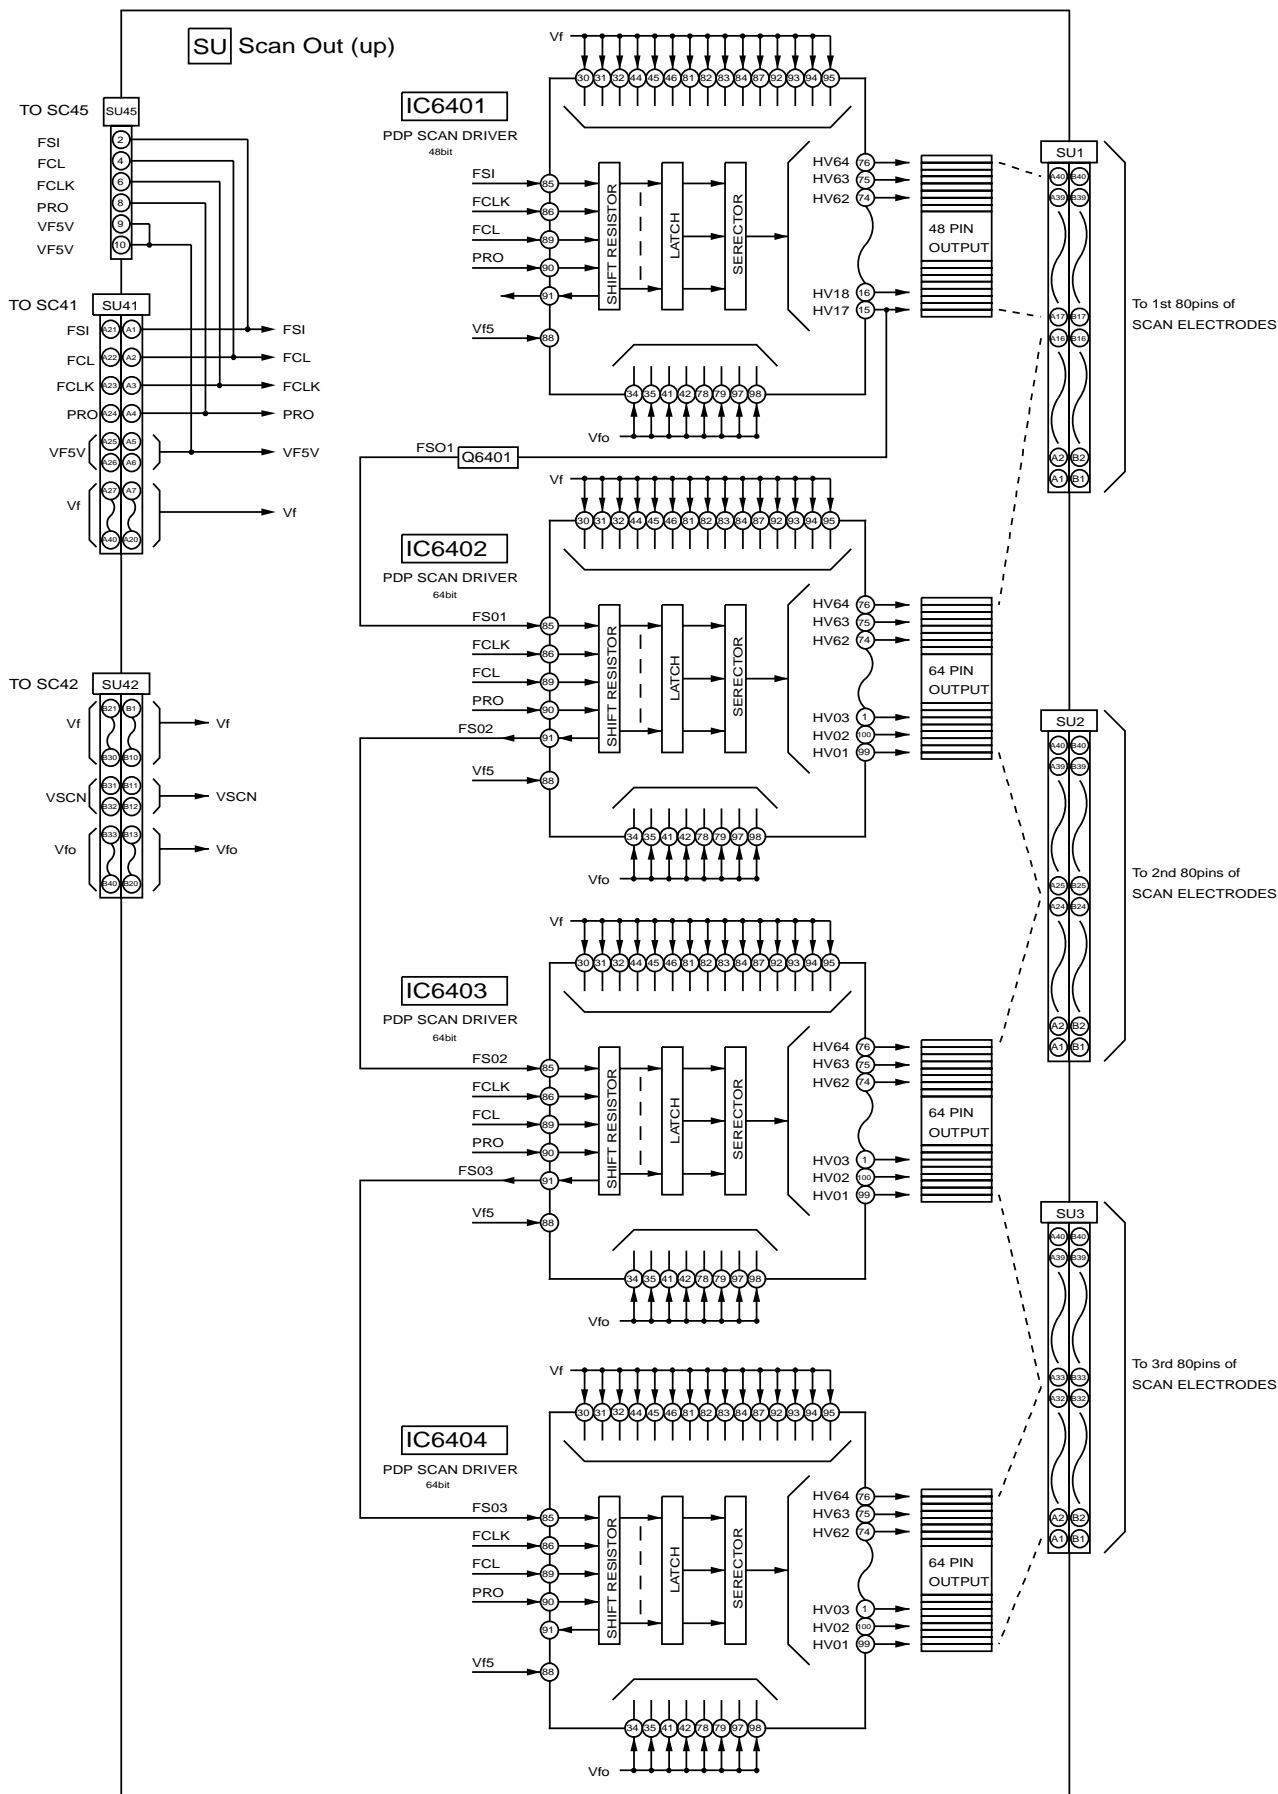 SU Scan Out (up)
TO SC45 SU45
FSI 2
FCL 4
FCLK 6
PRO 8
VF5V 9
VF5V 10
TO SC41 SU41
FSI A21 A1 FSI
FCL A22 A2 FCL
FCLK A23 A3 FCLK
PRO A24 A4 PRO
A25 A5
VF5V VF5V
A26 A6
A27 A7
Vf Vf
A40 A20
TO SC42 SU42
B21 B1
Vf Vf
B30 B10
B31 B11
VSCN VSCN
B32 B12
B33 B13
Vfo Vfo
B40 B20
Vf
30 31 32 44 45 46 81 82 83 84 87 92 93 94 95
IC6401
PDP SCAN DRIVER
48bit
FSI 85
FCLK 86
FCL 89
PRO 90
91
Vf5 88
SHIFT RESISTOR
LATCH
SERECTOR
HV64 76
HV63 75
HV62 74
HV18 16
HV17 15
48 PIN
OUTPUT
34 35 41 42 78 79 97 98
Vfo
FSO1 Q6401
Vf
30 31 32 44 45 46 81 82 83 84 87 92 93 94 95
IC6402
PDP SCAN DRIVER
64bit
FS01 85
FCLK 86
FCL 89
PRO 90
FS02 91
Vf5 88
SHIFT RESISTOR
LATCH
SERECTOR
HV64 76
HV63 75
HV62 74
HV03 1
HV02 100
HV01 99
64 PIN
OUTPUT
34 35 41 42 78 79 97 98
Vfo
Vf
30 31 32 44 45 46 81 82 83 84 87 92 93 94 95
IC6403
PDP SCAN DRIVER
64bit
FS02 85
FCLK 86
FCL 89
PRO 90
FS03 91
Vf5 88
SHIFT RESISTOR
LATCH
SERECTOR
HV64 76
HV63 75
HV62 74
HV03 1
HV02 100
HV01 99
64 PIN
OUTPUT
34 35 41 42 78 79 97 98
Vfo
Vf
30 31 32 44 45 46 81 82 83 84 87 92 93 94 95
IC6404
PDP SCAN DRIVER
64bit
FS03 85
FCLK 86
FCL 89
PRO 90
91
Vf5 88
SHIFT RESISTOR
LATCH
SERECTOR
HV64 76
HV63 75
HV62 74
HV03 1
HV02 100
HV01 99
64 PIN
OUTPUT
34 35 41 42 78 79 97 98
Vfo
SU1
A40 B40
A39 B39
A17 B17
A16 B16
A2 B2
A1 B1
To 1st 80pins of
SCAN ELECTRODES
SU2
A40 B40
A39 B39
A25 B25
A24 B24
A2 B2
A1 B1
To 2nd 80pins of
SCAN ELECTRODES
SU3
A40 B40
A39 B39
A33 B33
A32 B32
A2 B2
A1 B1
To 3rd 80pins of
SCAN ELECTRODES